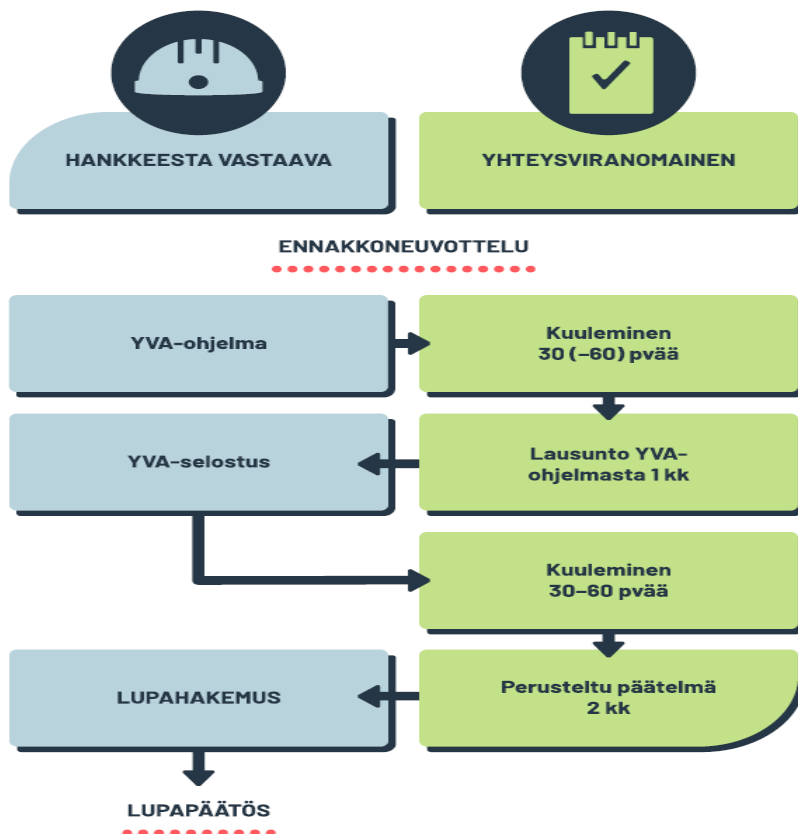 HANKKEESTA VASTAAVA
YHTEYSVIRANOMAINEN
ENNAKKONEUVOTTELU
YVA-ohjelma
Kuuleminen
30 (–60) pvää
YVA-selostus
Lausunto YVA-
ohjelmasta 1 kk
Kuuleminen
30–60 pvää
LUPAHAKEMUS
Perusteltu päätelmä
2 kk
LUPAPÄÄTÖS